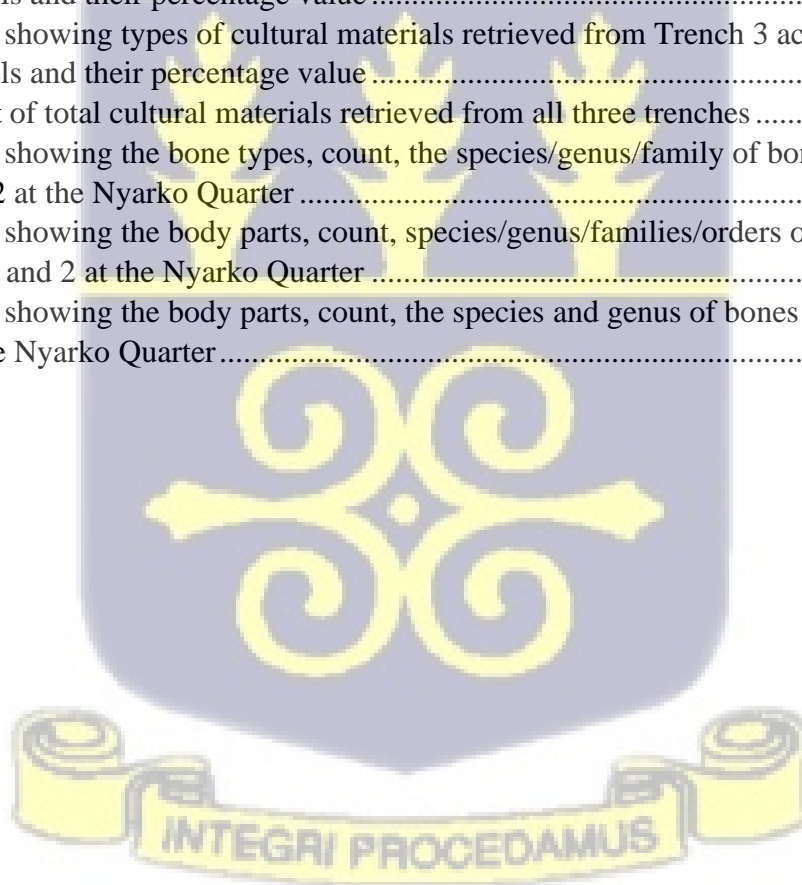 ls and their percentage value
showing types of cultural materials retrieved from Trench 3 ac
ls and their percentage value
t of total cultural materials retrieved from all three trenches
showing the bone types, count, the species/genus/family of bo
2 at the Nyarko Quarter
showing the body parts, count, species/genus/families/orders o
and 2 at the Nyarko Quarter
showing the body parts, count, the species and genus of bones
e Nyarko Quarter
INTEGRI PROCEDAMUS